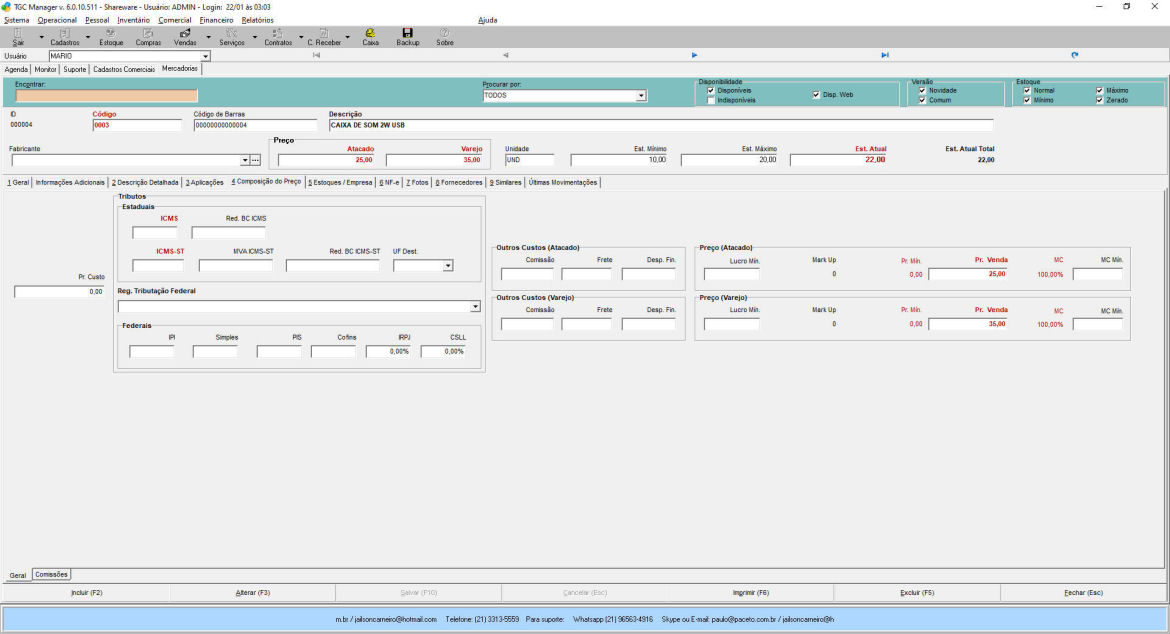 TGC Manager v. 6.0.10.511 - Shareware - Usuário: ADMIN - Login: 22/01 às 03:03
Sistema Operacional Pessoal Inventário Comercial Financeiro Relatórios Ajuda
Sair Cadastros Estoque Compras Vendas Serviços Contratos C. Receber Caixa Backup Sobre
Usuário MARIO
Agenda Monitor Suporte Cadastros Comerciais Mercadorias
Encontrar: Procurar por: Disponibilidade Versão Estoque
TODOS Disponíveis Disp. Web Novidade Normal Máximo
Indisponíveis Comum Mínimo Zerado
ID Código Código de Barras Descrição
000004 0003 00000000000004 CAIXA DE SOM 2W USB
Fabricante Preço Atacado Varejo Unidade Est. Mínimo Est. Máximo Est. Atual Est. Atual Total
25,00 35,00 UND 10,00 20,00 22,00 22,00
1 Geral Informações Adicionais 2 Descrição Detalhada 3 Aplicações 4 Composição do Preço 5 Estoques / Empresa 6 NF-e 7 Fotos 8 Fornecedores 9 Similares Últimas Movimentações
Tributos
Estaduais
ICMS Red. BC ICMS
ICMS-ST MVA ICMS-ST Red. BC ICMS-ST UF Dest.
Pr. Custo
0,00
Reg. Tributação Federal
Federais
IPI Simples PIS Cofins IRPJ CSLL
0,00% 0,00%
Outros Custos (Atacado)
Comissão Frete Desp. Fin.
Preço (Atacado)
Lucro Min. Mark Up Pr. Min. Pr. Venda MC MC Min.
0 0,00 25,00 100,00%
Outros Custos (Varejo)
Comissão Frete Desp. Fin.
Preço (Varejo)
Lucro Min. Mark Up Pr. Min. Pr. Venda MC MC Min.
0 0,00 35,00 100,00%
Geral Comissões
Incluir (F2) Alterar (F3) Salvar (F10) Cancelar (Esc) Imprimir (F6) Excluir (F5) Fechar (Esc)
m.br / jailsoncarneiro@hotmail.com Telefone: (21) 3313-5559 Para suporte: Whatsapp (21) 96563-4916 Skype ou E-mail: paulo@paceto.com.br / jailsoncarneiro@h